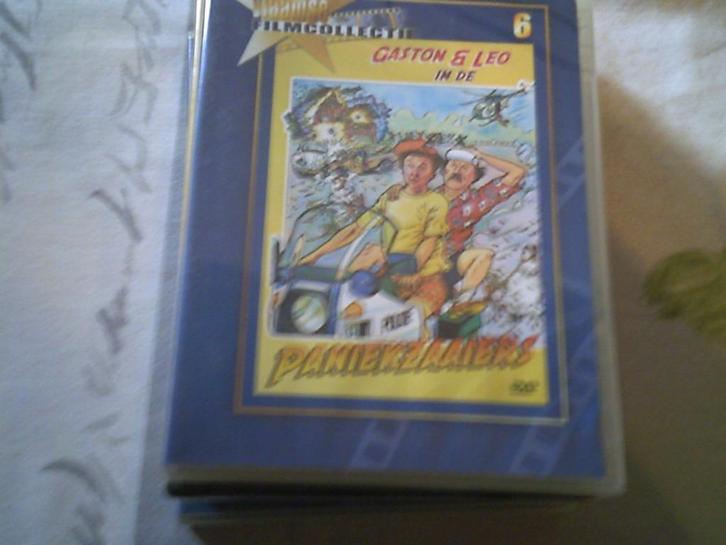 FILMCOLLECTIE
6
GASTON & LEO
IN DE
PANIEKZAAIERS
DVD